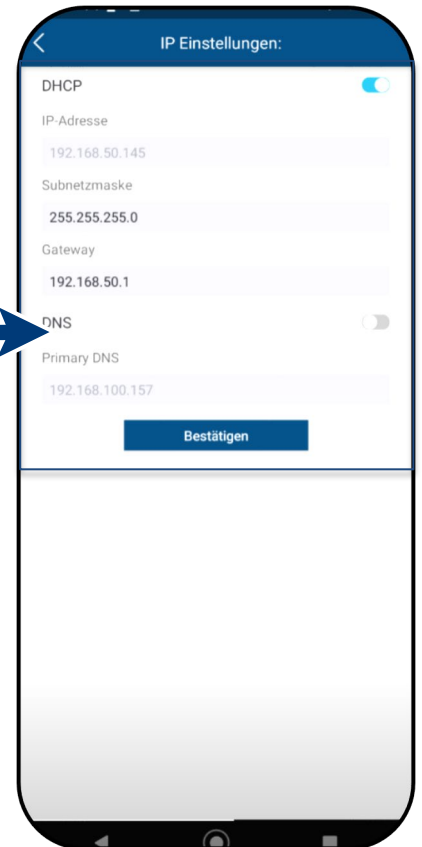 IP Einstellungen:
DHCP
IP-Adresse
192.168.50.145
Subnetzmaske
255.255.255.0
Gateway
192.168.50.1
DNS
Primary DNS
192.168.100.157
Bestätigen